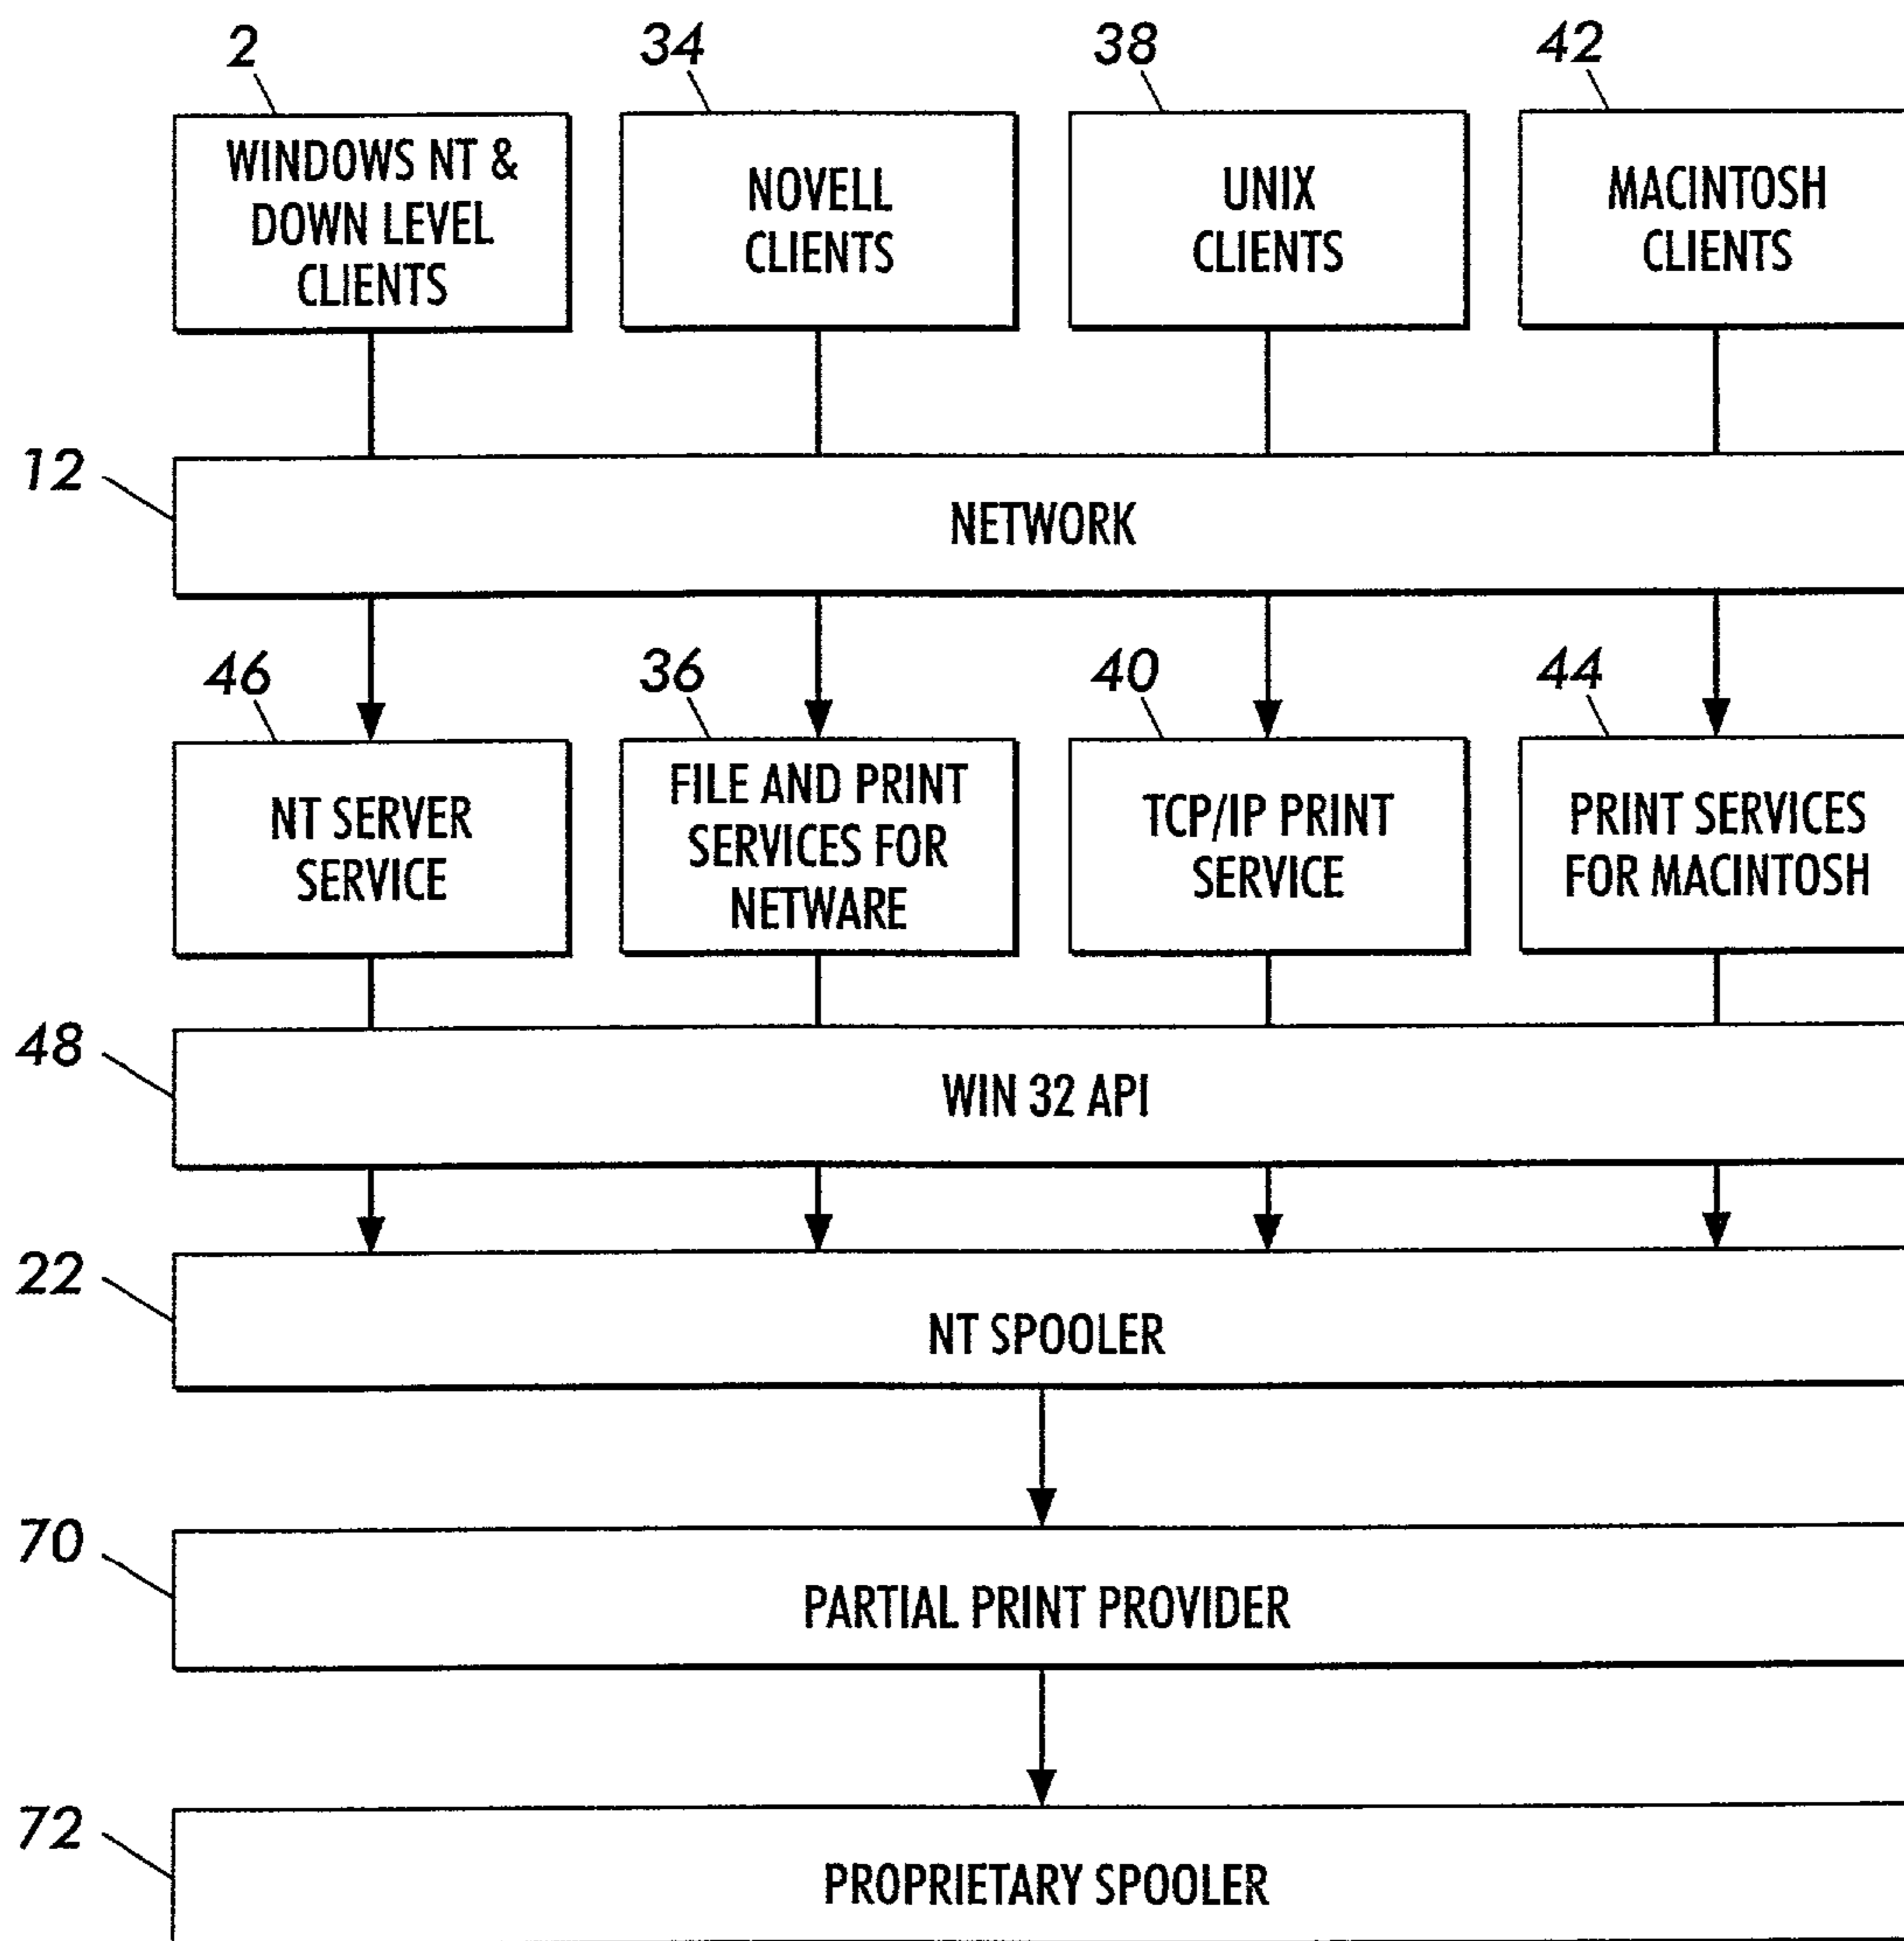 2
34
38
42
WINDOWS NT &
DOWN LEVEL
CLIENTS
NOVELL
CLIENTS
UNIX
CLIENTS
MACINTOSH
CLIENTS
12
NETWORK
46
36
40
44
NT SERVER
SERVICE
FILE AND PRINT
SERVICES FOR
NETWARE
TCP/IP PRINT
SERVICE
PRINT SERVICES
FOR MACINTOSH
48
WIN 32 API
22
NT SPOOLER
70
PARTIAL PRINT PROVIDER
72
PROPRIETARY SPOOLER